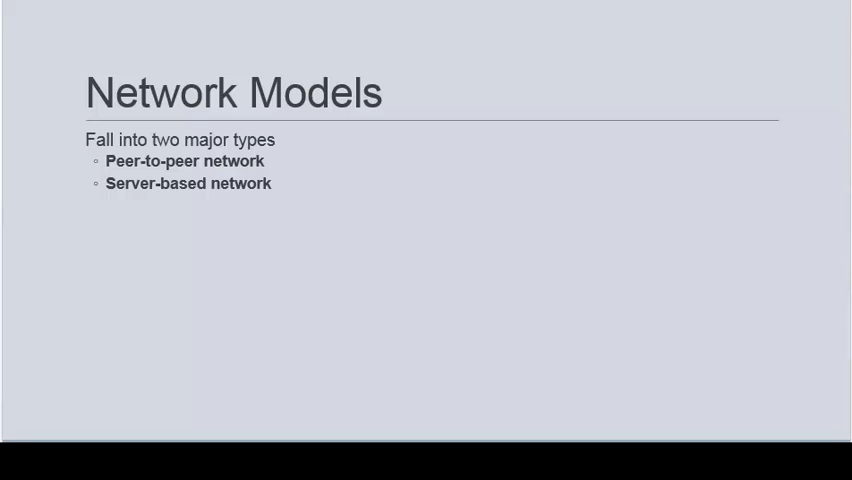 Network Models
Fall into two major types
◦ Peer-to-peer network
◦ Server-based network